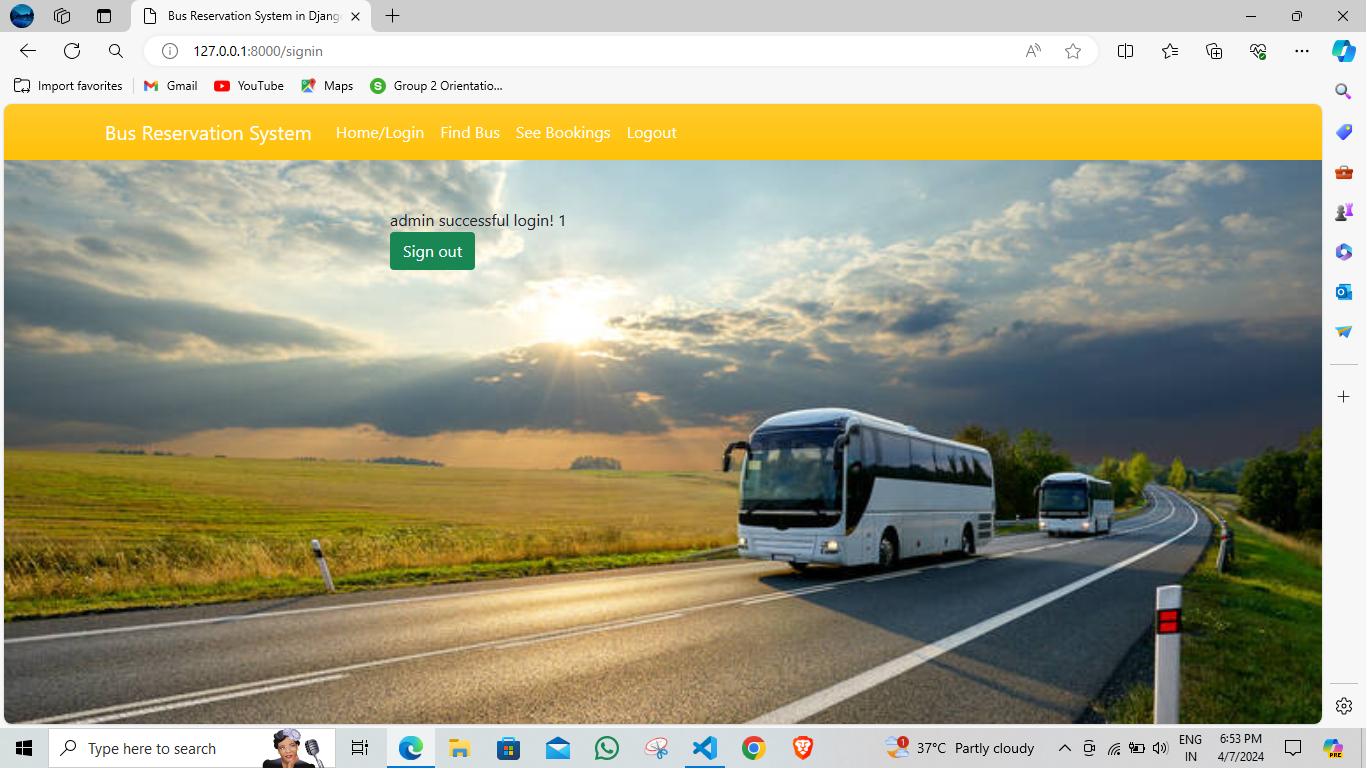 Bus Reservation System in Djang
127.0.0.1:8000/signin
Import favorites Gmail YouTube Maps Group 2 Orientatio...
Bus Reservation System Home/Login Find Bus See Bookings Logout
admin successful login! 1
Sign out
Type here to search
1 37°C Partly cloudy
ENG
IN
6:53 PM
4/7/2024
PRE